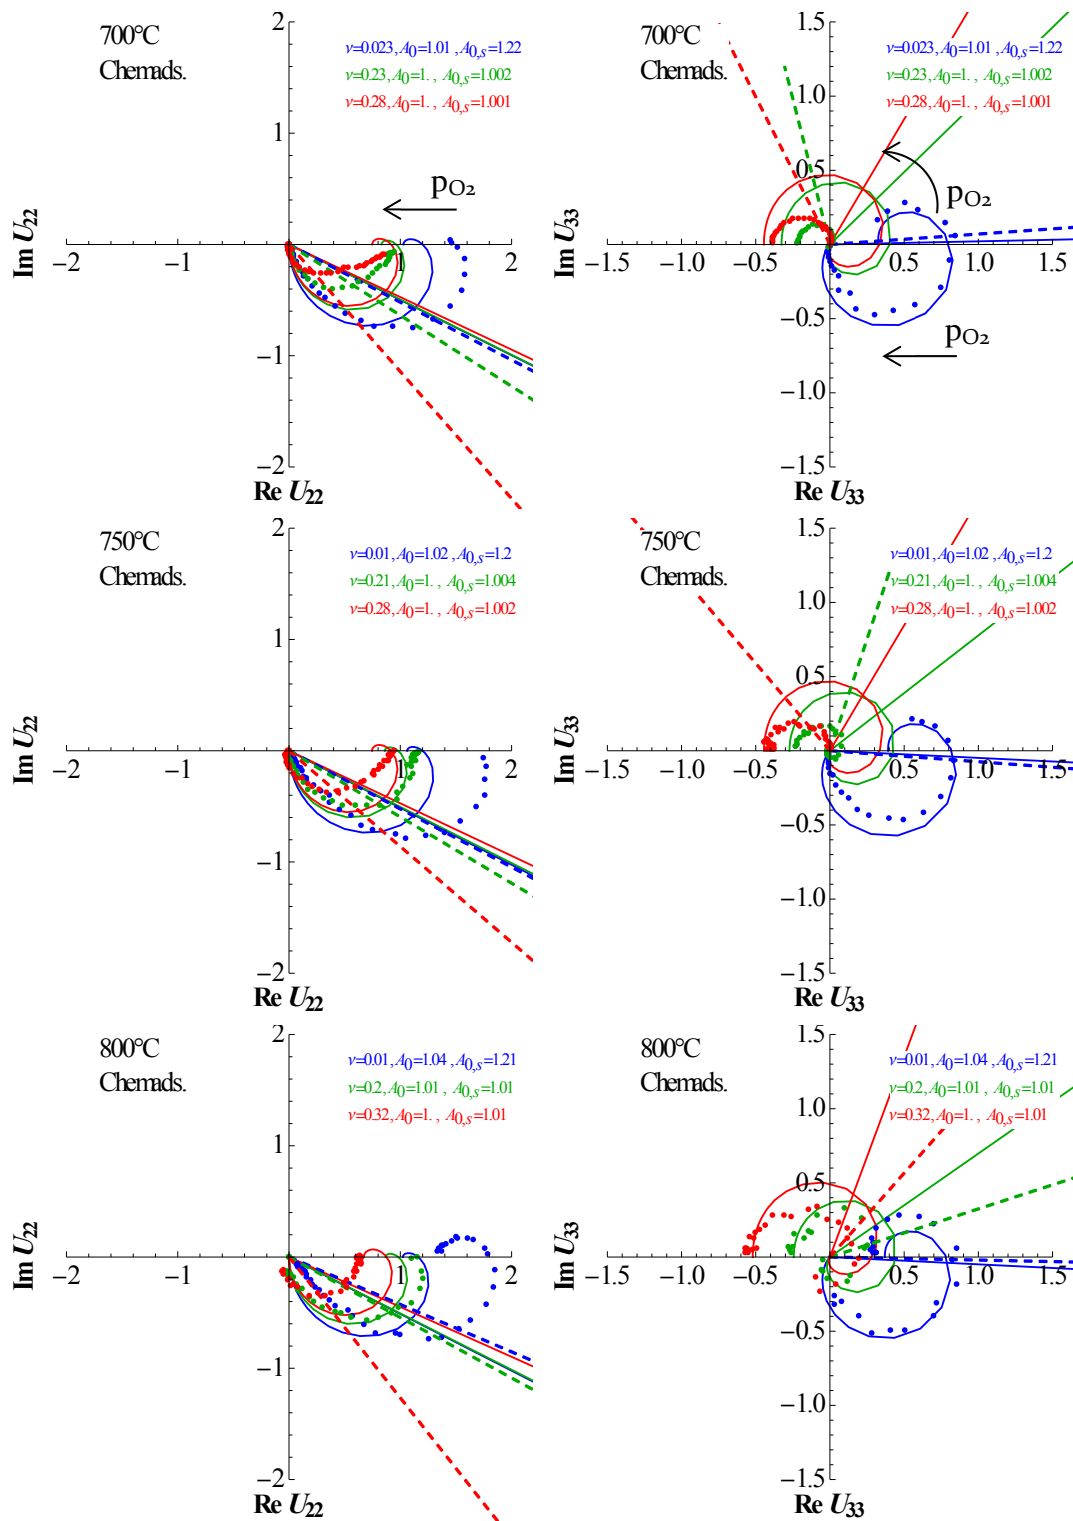 700°C
Chemads.
ν=0.023, A0=1.01 , A0,s=1.22
ν=0.23, A0=1. , A0,s=1.002
ν=0.28, A0=1. , A0,s=1.001
pO2
2
1
−2
−1
1
2
−1
−2
Im U22
Re U22
700°C
Chemads.
ν=0.023, A0=1.01 , A0,s=1.22
ν=0.23, A0=1. , A0,s=1.002
ν=0.28, A0=1. , A0,s=1.001
pO2
pO2
1.5
1.0
0.5
−1.5
−1.0
−0.5
0.5
1.0
1.5
−0.5
−1.0
−1.5
Im U33
Re U33
750°C
Chemads.
ν=0.01, A0=1.02 , A0,s=1.2
ν=0.21, A0=1. , A0,s=1.004
ν=0.28, A0=1. , A0,s=1.002
2
1
−2
−1
1
2
−1
−2
Im U22
Re U22
750°C
Chemads.
ν=0.01, A0=1.02 , A0,s=1.2
ν=0.21, A0=1. , A0,s=1.004
ν=0.28, A0=1. , A0,s=1.002
1.5
1.0
0.5
−1.5
−1.0
−0.5
0.5
1.0
1.5
−0.5
−1.0
−1.5
Im U33
Re U33
800°C
Chemads.
ν=0.01, A0=1.04 , A0,s=1.21
ν=0.2, A0=1.01 , A0,s=1.01
ν=0.32, A0=1. , A0,s=1.01
2
1
−2
−1
1
2
−1
−2
Im U22
Re U22
800°C
Chemads.
ν=0.01, A0=1.04 , A0,s=1.21
ν=0.2, A0=1.01 , A0,s=1.01
ν=0.32, A0=1. , A0,s=1.01
1.5
1.0
0.5
−1.5
−1.0
−0.5
0.5
1.0
1.5
−0.5
−1.0
−1.5
Im U33
Re U33